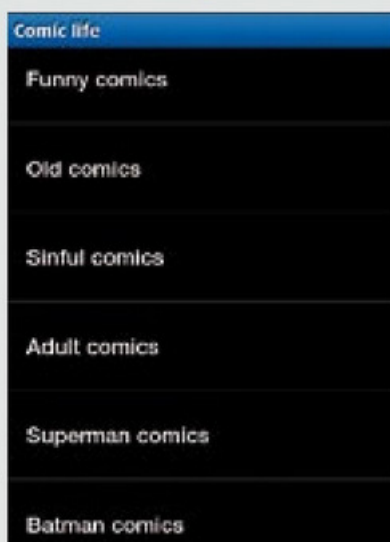 Comic life
Funny comics
Old comics
Sinful comics
Adult comics
Superman comics
Batman comics